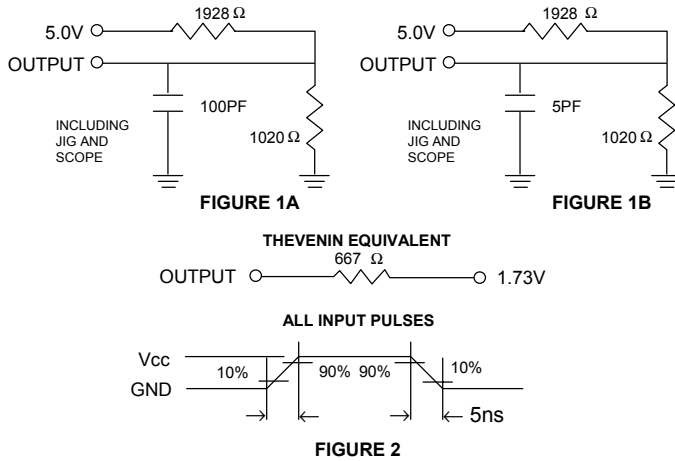 1928 Ω
5.0V
OUTPUT
100PF
INCLUDING
JIG AND
SCOPE
1020 Ω
FIGURE 1A
1928 Ω
5.0V
OUTPUT
5PF
INCLUDING
JIG AND
SCOPE
1020 Ω
FIGURE 1B
THEVENIN EQUIVALENT
667 Ω
OUTPUT 1.73V
ALL INPUT PULSES
Vcc
GND
10% 90% 90% 10%
5ns
FIGURE 2